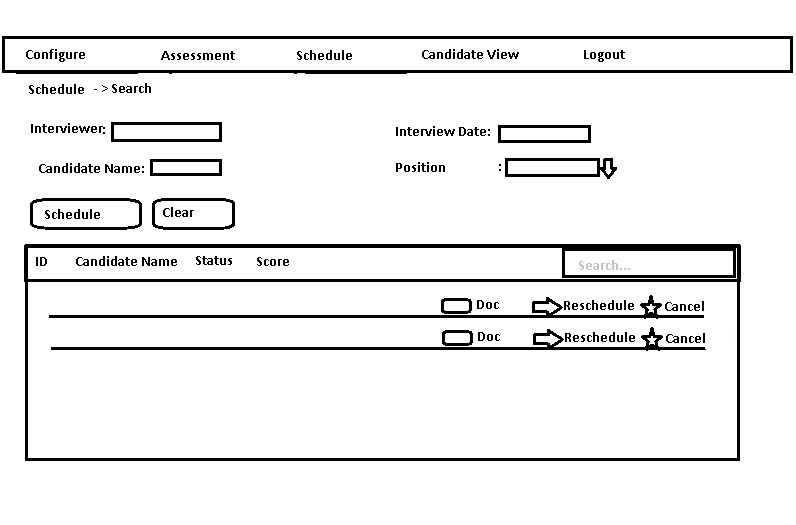 Configure Assessment Schedule Candidate View Logout
Schedule - > Search
Interviewer: Interview Date:
Candidate Name: Position :
Schedule Clear
ID Candidate Name Status Score Search...
Doc Reschedule Cancel
Doc Reschedule Cancel